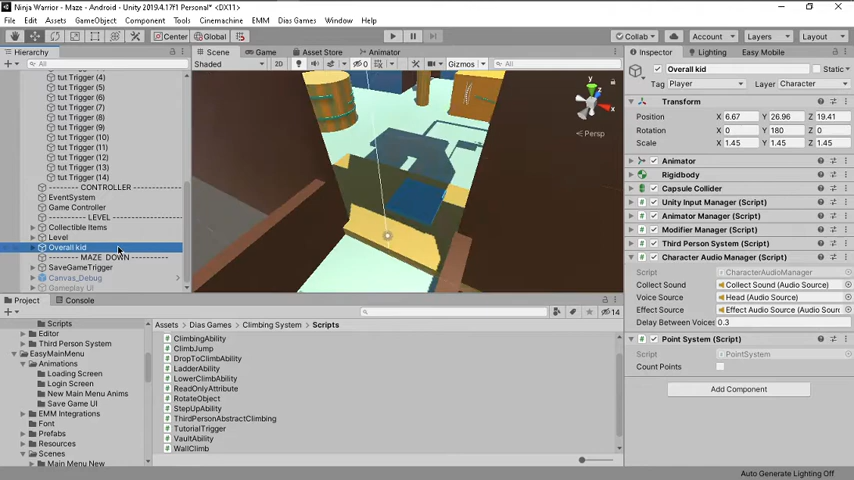 Ninja Warrior - Maze - Android - Unity 2019.4.17f1 Personal* <DX11>
File Edit Assets GameObject Component Tools Cinemachine EMM Dias Games Window Help
Center Global Collab Account Layers Layout
Hierarchy
All
tut Trigger (5)
tut Trigger (6)
tut Trigger (7)
tut Trigger (8)
tut Trigger (9)
tut Trigger (10)
tut Trigger (11)
tut Trigger (12)
tut Trigger (13)
tut Trigger (14)
-------- CONTROLLER
EventSystem
Game Controller
-------- LEVEL --------
Collectible Items
Level
Overall kid
-------- MAZE DOWN --------
SaveGameTrigger
Canvas_Debug
Gameplay UI
Scene Game Asset Store Animator
Shaded 2D 0 Gizmos All
y
x
Persp
Inspector Lighting Easy Mobile
Overall kid Static
Tag Player Layer Character
Transform
Position X 6.67 Y 26.96 Z 19.41
Rotation X 0 Y 180 Z 0
Scale X 1.45 Y 1.45 Z 1.45
Animator
Rigidbody
Capsule Collider
Unity Input Manager (Script)
Animator Manager (Script)
Modifier Manager (Script)
Third Person System (Script)
Character Audio Manager (Script)
Script CharacterAudioManager
Collect Sound Collect Sound (Audio Source)
Voice Source Head (Audio Source)
Effect Source Effect Audio Source (Audio Sour
Delay Between Voices 0.3
Point System (Script)
Script PointSystem
Count Points
Add Component
Project Console
14
Scripts
Editor
Third Person System
EasyMainMenu
Animations
Loading Screen
Login Screen
New Main Menu Anims
Save Game UI
EMM Integrations
Font
Prefabs
Resources
Scenes
Main Menu New
Assets > Dias Games > Climbing System > Scripts
ClimbingAbility
ClimbJump
DropToClimbAbility
LadderAbility
LowerClimbAbility
ReadOnlyAttribute
RotateObject
StepUpAbility
ThirdPersonAbstractClimbing
TutorialTrigger
VaultAbility
WallClimb
Auto Generate Lighting Off